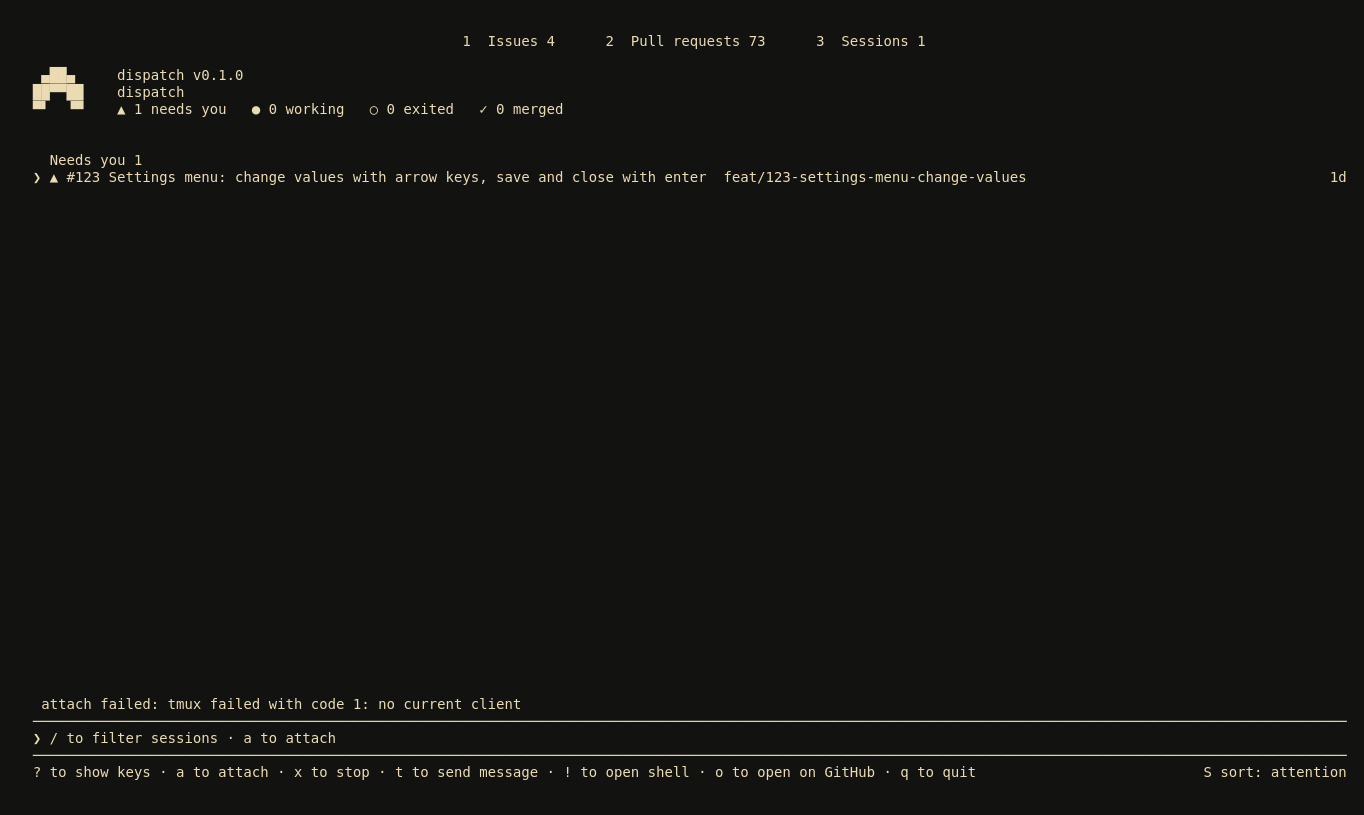 1  Issues 4      2  Pull requests 73      3  Sessions 1
dispatch v0.1.0
dispatch
▲ 1 needs you   ● 0 working   ○ 0 exited   ✓ 0 merged
Needs you 1
❯ ▲ #123 Settings menu: change values with arrow keys, save and close with enter  feat/123-settings-menu-change-values  1d
attach failed: tmux failed with code 1: no current client
❯ / to filter sessions · a to attach
? to show keys · a to attach · x to stop · t to send message · ! to open shell · o to open on GitHub · q to quit  S sort: attention